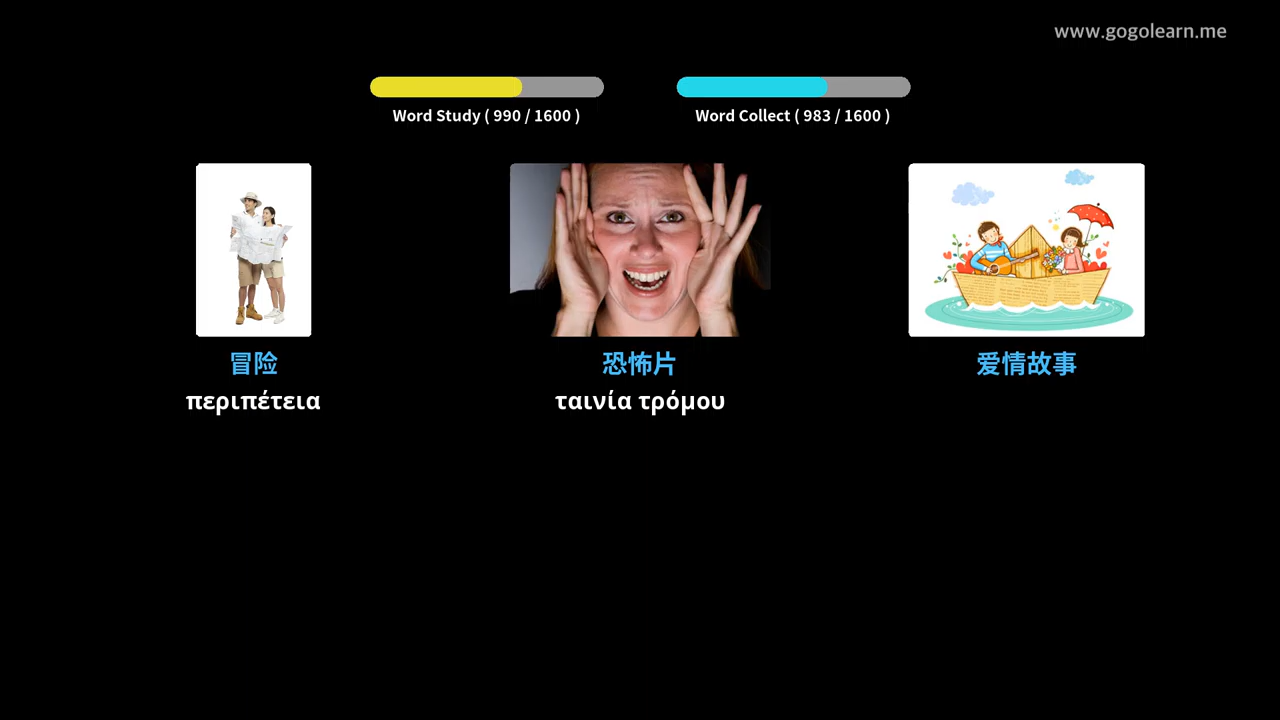 www.gogolearn.me
Word Study ( 990 / 1600 )
Word Collect ( 983 / 1600 )
冒险
恐怖片
爱情故事
περιπέτεια
ταινία τρόμου